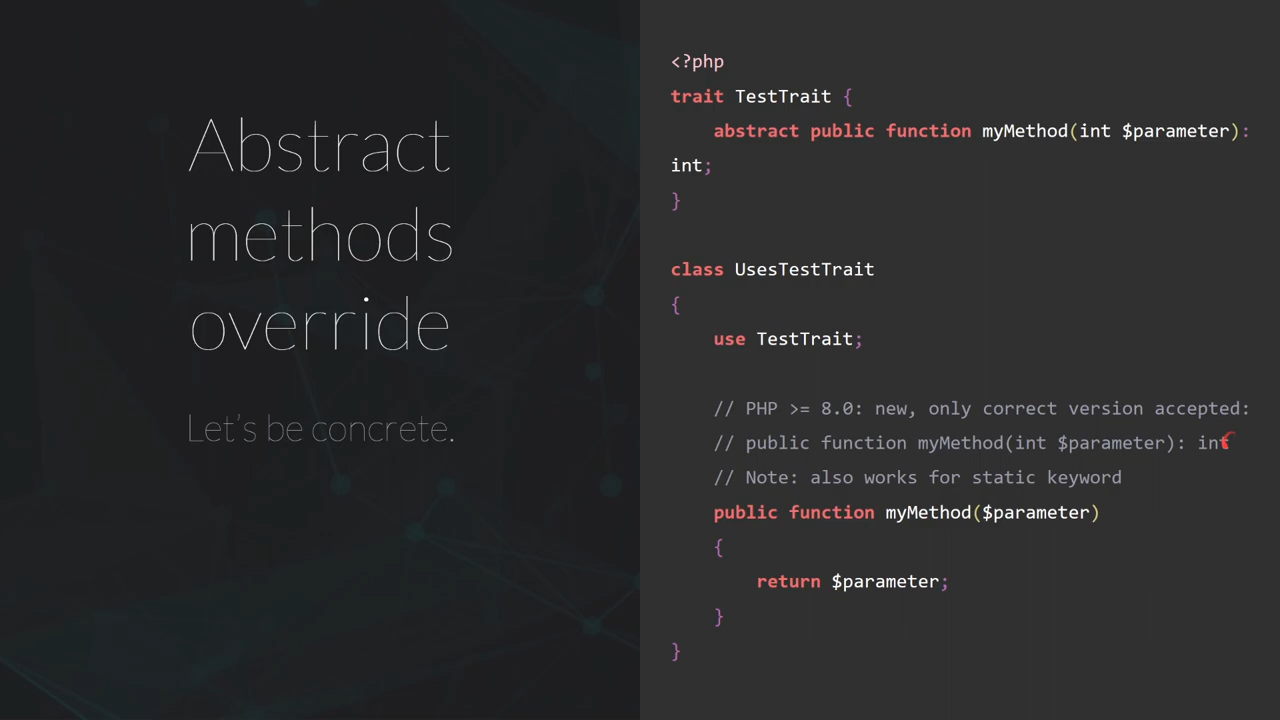 Abstract
methods
override
Let's be concrete.
<?php
trait TestTrait {
abstract public function myMethod(int $parameter):
int;
}
class UsesTestTrait
{
use TestTrait;
// PHP >= 8.0: new, only correct version accepted:
// public function myMethod(int $parameter): int
// Note: also works for static keyword
public function myMethod($parameter)
{
return $parameter;
}
}